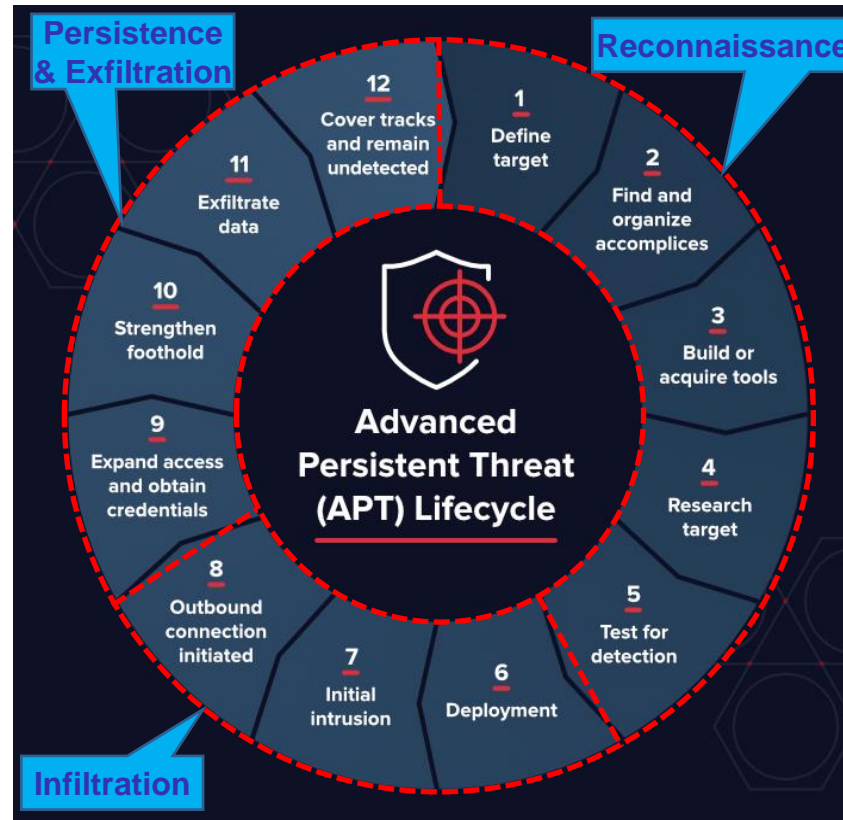 Persistence
& Exfiltration
Reconnaissance
12
Cover tracks
and remain
undetected
1
Define
target
2
Find and
organize
accomplices
11
Exfiltrate
data
3
Build or
acquire tools
10
Strengthen
foothold
Advanced
Persistent Threat
(APT) Lifecycle
9
Expand access
and obtain
credentials
4
Research
target
8
Outbound
connection
initiated
5
Test for
detection
7
Initial
intrusion
6
Deployment
Infiltration